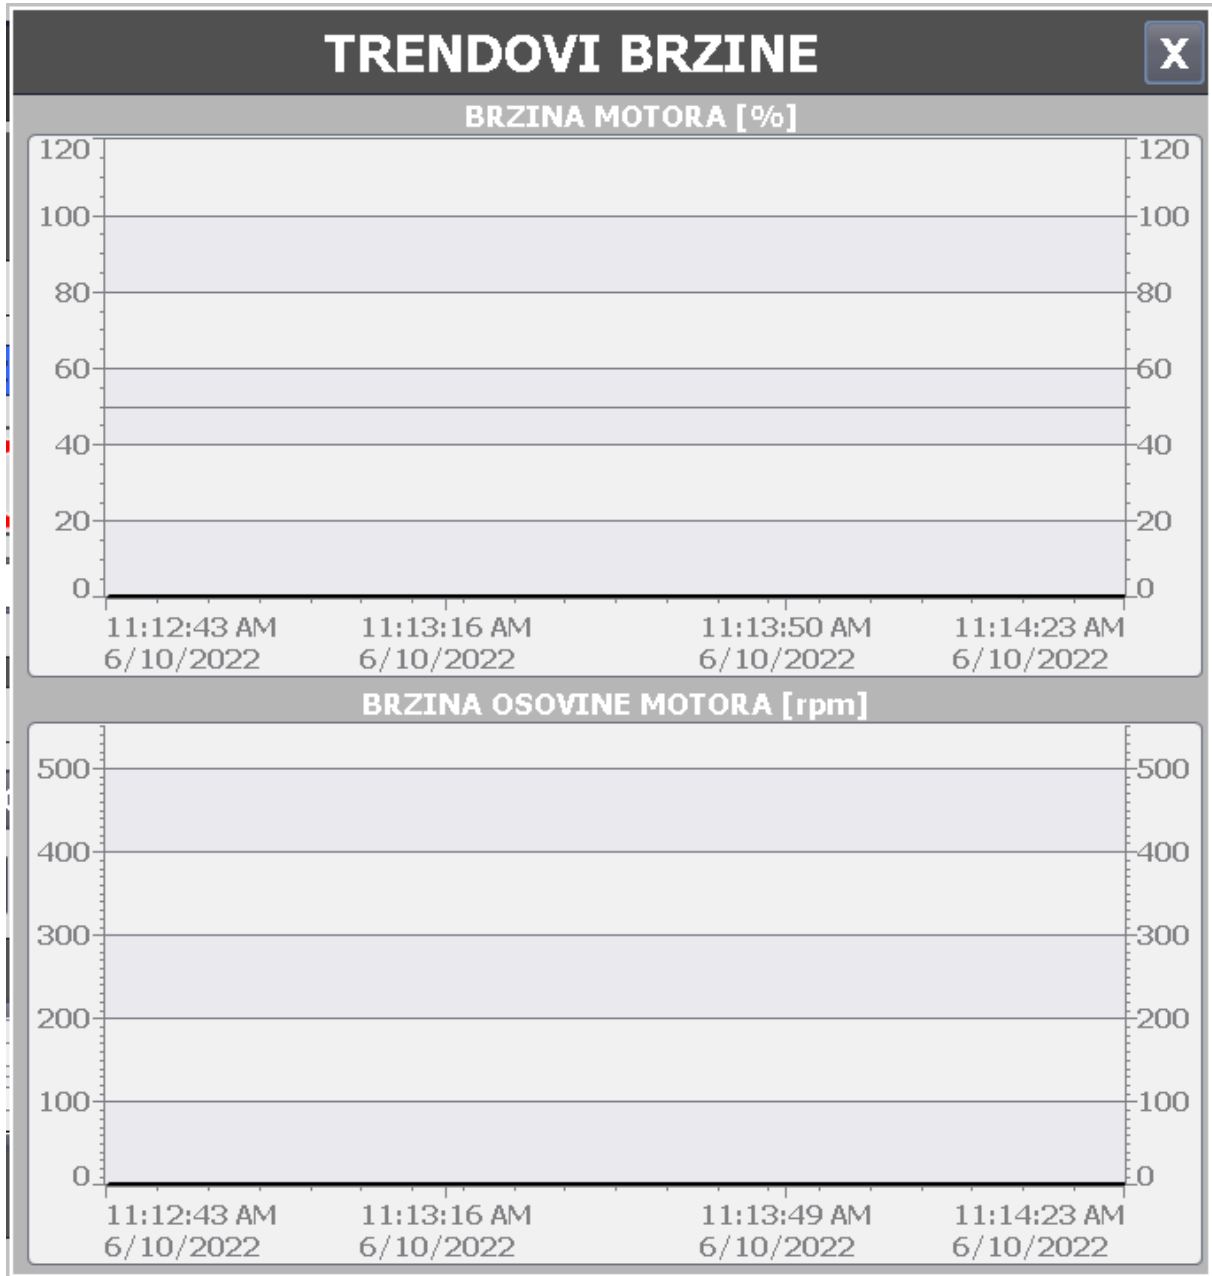 TRENDOVI BRZINE
X
BRZINA MOTORA [%]
120 120
100 100
80 80
60 60
40 40
20 20
0 0
11:12:43 AM 11:13:16 AM 11:13:50 AM 11:14:23 AM
6/10/2022 6/10/2022 6/10/2022 6/10/2022
BRZINA OSOVINE MOTORA [rpm]
500 500
400 400
300 300
200 200
100 100
0 0
11:12:43 AM 11:13:16 AM 11:13:49 AM 11:14:23 AM
6/10/2022 6/10/2022 6/10/2022 6/10/2022